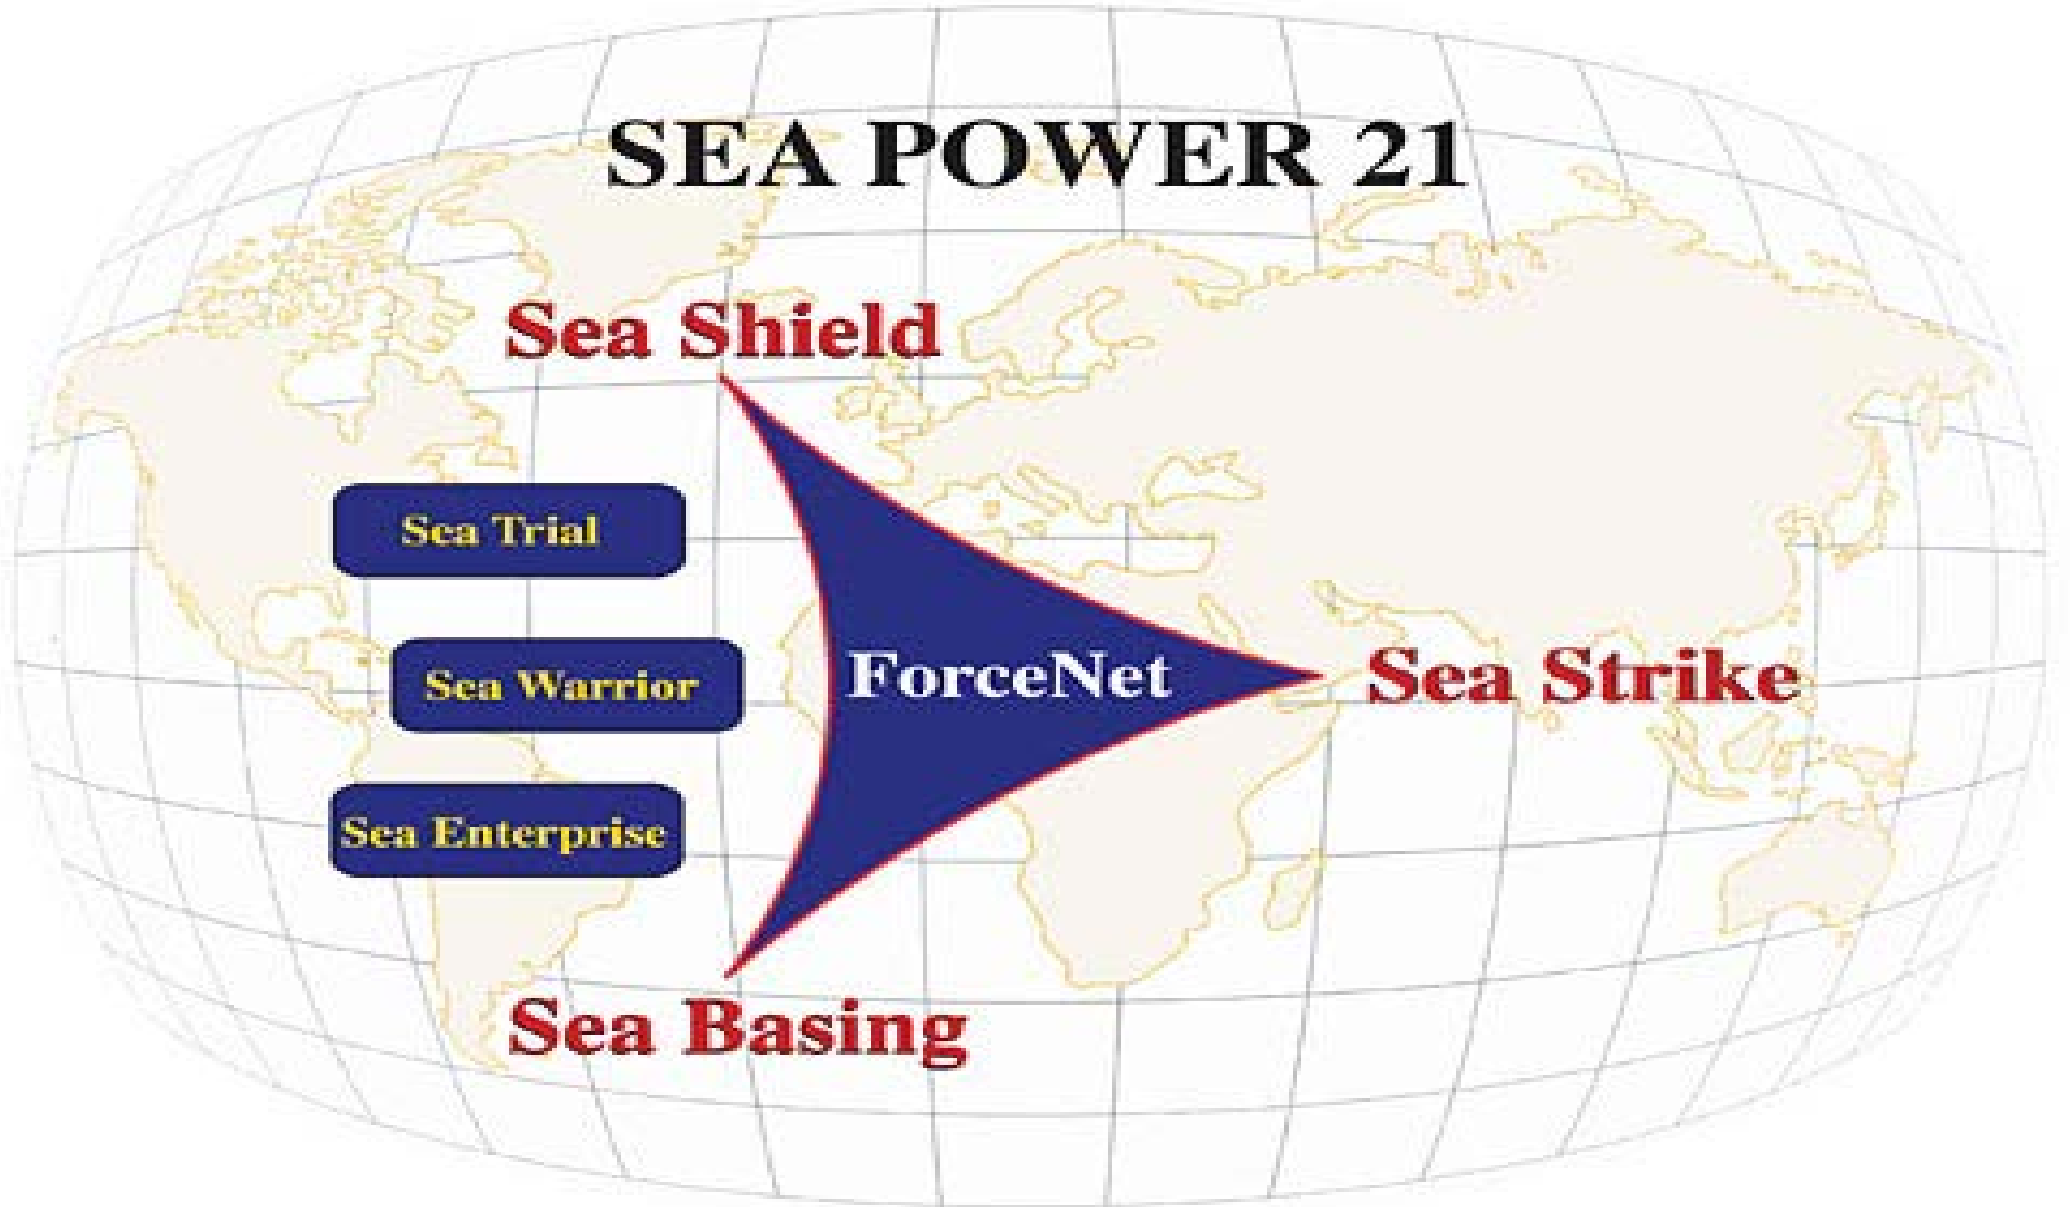 SEA POWER 21
Sea Shield
Sea Trial
Sea Warrior
ForceNet
Sea Strike
Sea Enterprise
Sea Basing